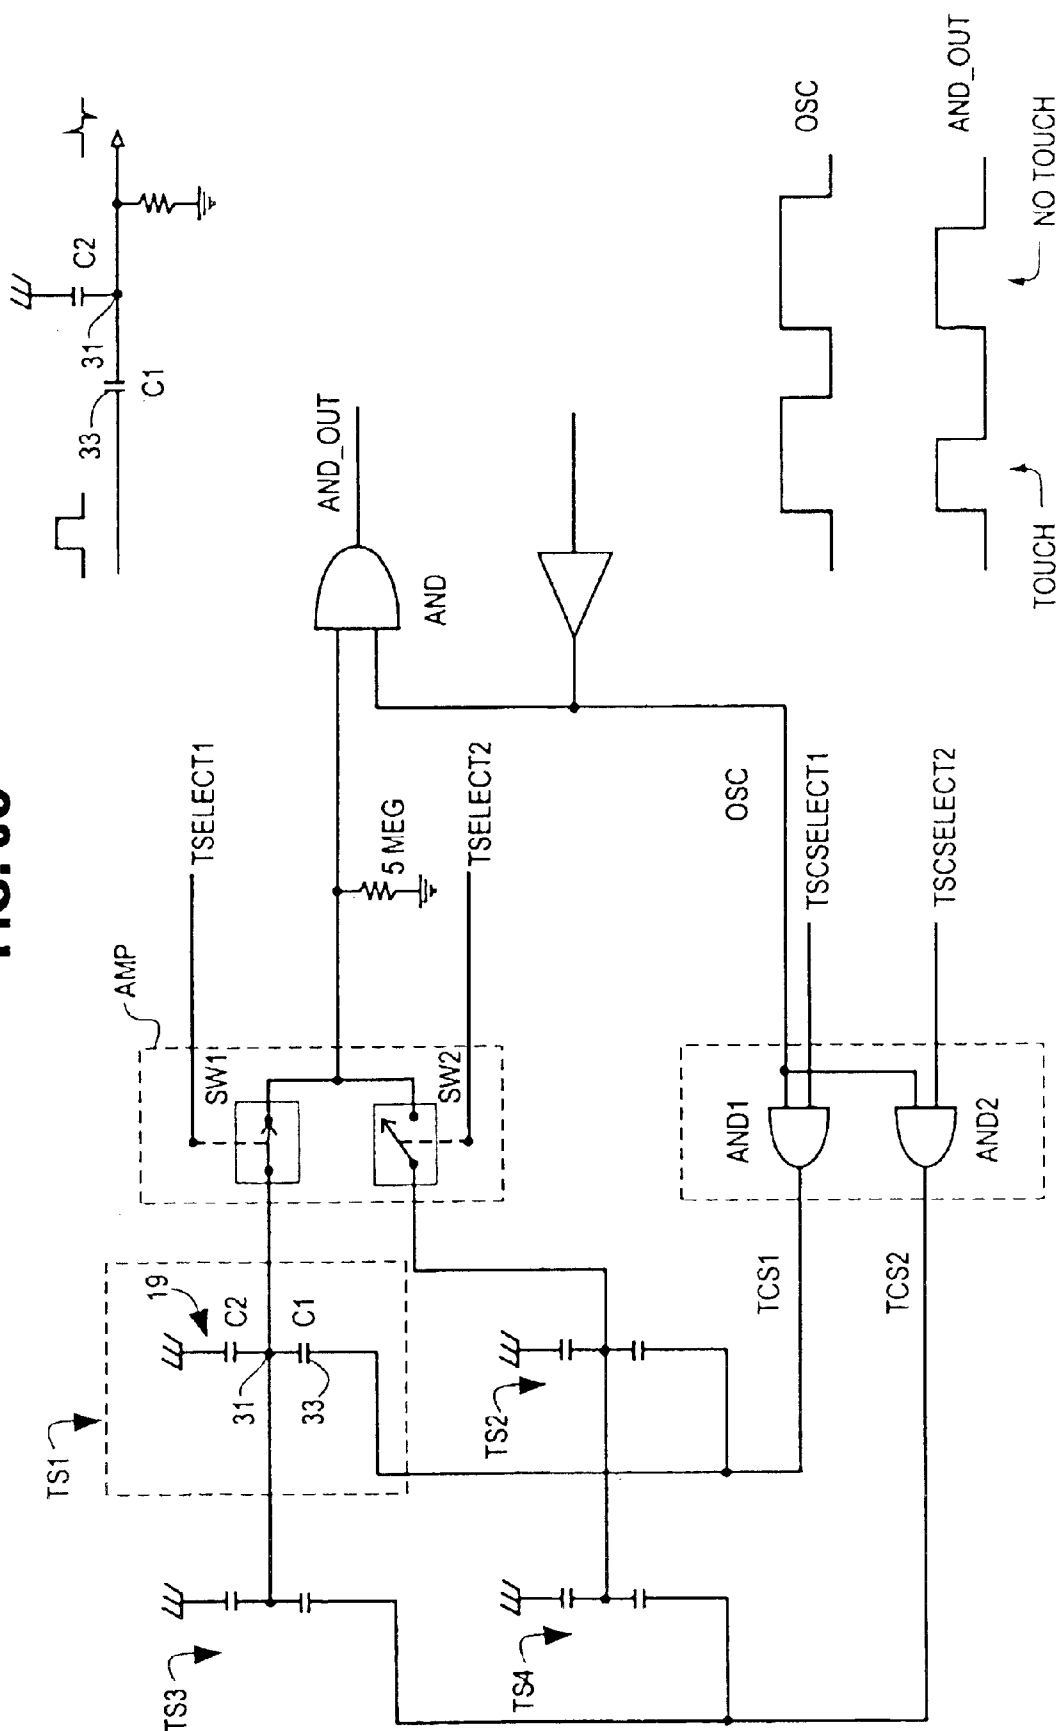 C2
31
33
C1
OSC
AND_OUT
NO TOUCH
TOUCH
AND_OUT
AND
TSELECT1
TSELECT2
5 MEG
OSC
TSCSELECT1
TSCSELECT2
AMP
SW1
SW2
AND1
AND2
TCS1
TCS2
TS1
19
C2
C1
31
33
TS2
TS3
TS4